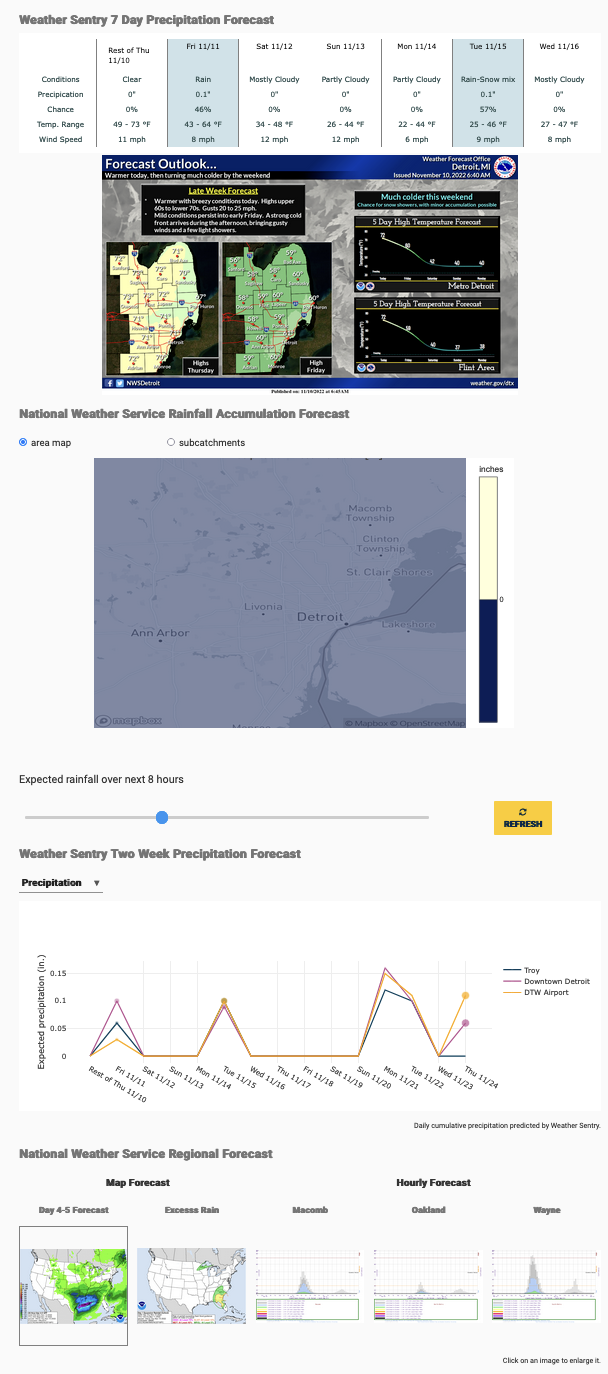 Weather Sentry 7 Day Precipitation Forecast
Rest of Thu 11/10 Fri 11/11 Sat 11/12 Sun 11/13 Mon 11/14 Tue 11/15 Wed 11/16
Conditions Clear Rain Mostly Cloudy Partly Cloudy Partly Cloudy Rain-Snow mix Mostly Cloudy
Precipication 0" 0.1" 0" 0" 0" 0.1" 0"
Chance 0% 46% 0% 0% 0% 57% 0%
Temp. Range 49 - 73 °F 43 - 64 °F 34 - 48 °F 26 - 44 °F 22 - 44 °F 25 - 46 °F 27 - 47 °F
Wind Speed 11 mph 8 mph 12 mph 12 mph 6 mph 9 mph 8 mph
Forecast Outlook...
Warmer today, then turning much colder by the weekend
Weather Forecast Office
Detroit, MI
Issued November 10, 2022 6:40 AM
Late Week Forecast
• Warmer with breezy conditions today. Highs upper
60s to lower 70s. Gusts 20 to 25 mph.
• Mild conditions persist into early Friday. A strong cold
front arrives during the afternoon, bringing gusty
winds and a few light showers.
Much colder this weekend
Chance for snow showers, with minor accumulation possible
5 Day High Temperature Forecast
72 60 42 40 40
Metro Detroit
5 Day High Temperature Forecast
72 58 40 37 38
Flint Area
Highs
Thursday
High
Friday
NWSDetroit
weather.gov/dtx
Published on: 11/10/2022 at 6:45AM
National Weather Service Rainfall Accumulation Forecast
area map
subcatchments
inches
0
Macomb
Township
Clinton
Township
St. Clair Shores
Livonia
Detroit
Lakeshore
Ann Arbor
mapbox
© Mapbox © OpenStreetMap
Expected rainfall over next 8 hours
REFRESH
Weather Sentry Two Week Precipitation Forecast
Precipitation ▼
Expected precipitation (in.)
0.15
0.1
0.05
0
Rest of Thu 11/10
Fri 11/11
Sat 11/12
Sun 11/13
Mon 11/14
Tue 11/15
Wed 11/16
Thu 11/17
Fri 11/18
Sat 11/19
Sun 11/20
Mon 11/21
Tue 11/22
Wed 11/23
Thu 11/24
Troy
Downtown Detroit
DTW Airport
Daily cumulative precipitation predicted by Weather Sentry.
National Weather Service Regional Forecast
Map Forecast
Hourly Forecast
Day 4-5 Forecast
Excesss Rain
Macomb
Oakland
Wayne
Click on an image to enlarge it.